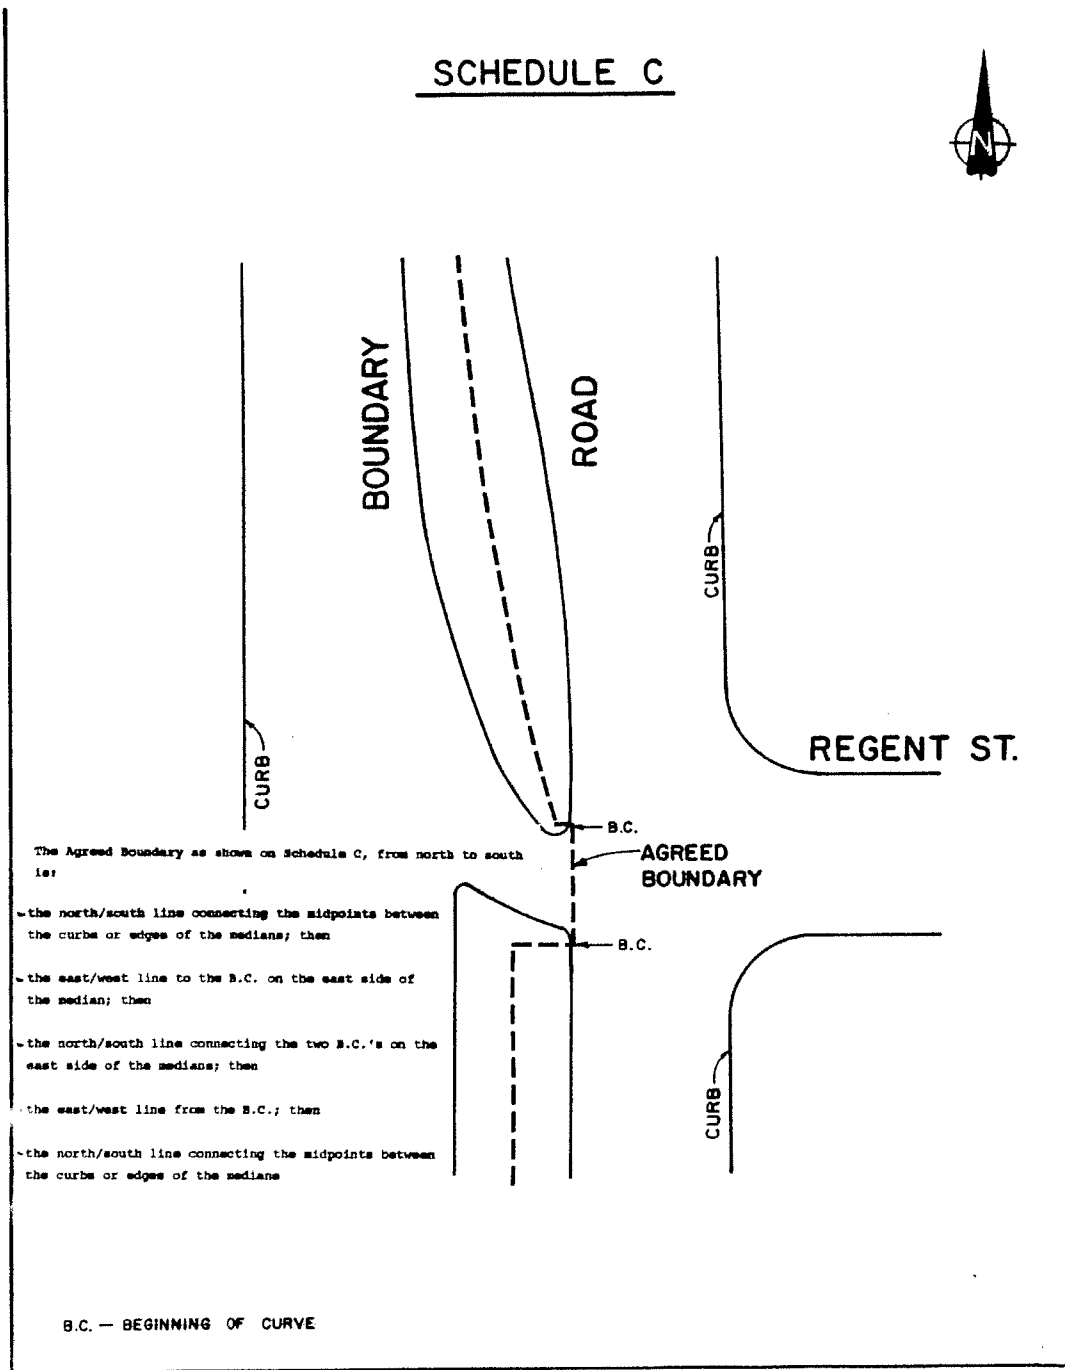 SCHEDULE C
N
BOUNDARY
ROAD
CURB
REGENT ST.
CURB
B.C.
The Agreed Boundary as shown on Schedule C, from north to south
is:
AGREED
BOUNDARY
- the north/south line connecting the midpoints between
the curbs or edges of the medians; then
B.C.
- the east/west line to the B.C. on the east side of
the median; then
- the north/south line connecting the two B.C.'s on the
east side of the medians; then
CURB
- the east/west line from the B.C.; then
- the north/south line connecting the midpoints between
the curbs or edges of the medians
B.C. — BEGINNING OF CURVE